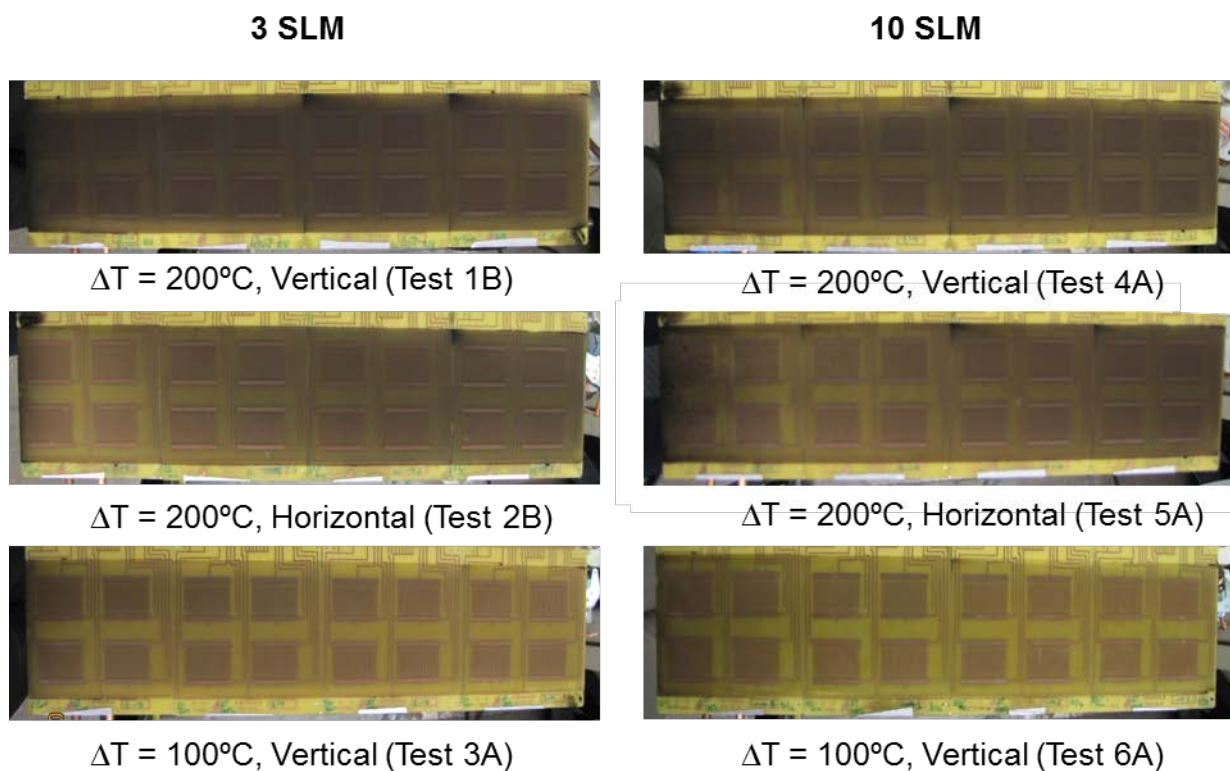 3 SLM
10 SLM
ΔT = 200ºC, Vertical (Test 1B)
ΔT = 200ºC, Vertical (Test 4A)
ΔT = 200ºC, Horizontal (Test 2B)
ΔT = 200ºC, Horizontal (Test 5A)
ΔT = 100ºC, Vertical (Test 3A)
ΔT = 100ºC, Vertical (Test 6A)